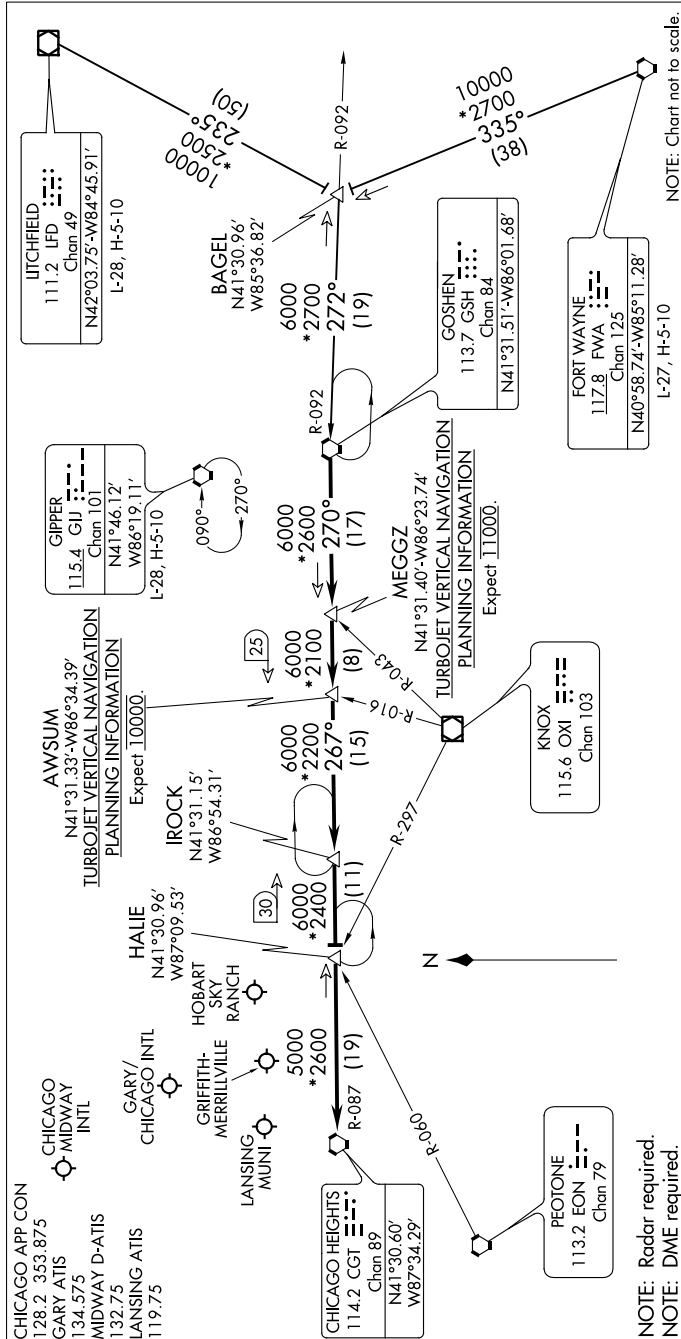 CHICAGO APP CON
128.2 353.875
GARY ATIS
134.575
MIDWAY D-ATIS
132.75
LANSING ATIS
119.75
CHICAGO
MIDWAY
INTL
GARY/
CHICAGO INTL
GRIFFITH-
MERRILLVILLE
LANSING
MUNI
HOBART
SKY
RANCH
CHICAGO HEIGHTS
114.2 CGT
Chan 89
N41°30.60'
W87°34.29'
R-087
5000
*2600
(19)
HALIE
N41°30.96'
W87°09.53'
30
6000
*2400
(11)
IROCK
N41°31.15'
W86°54.31'
6000
*2200
267°
(15)
AWSUM
N41°31.33'-W86°34.39'
TURBOJET VERTICAL NAVIGATION
PLANNING INFORMATION
Expect 10000.
25
6000
*2100
(8)
MEGGZ
N41°31.40'-W86°23.74'
TURBOJET VERTICAL NAVIGATION
PLANNING INFORMATION
Expect 11000.
6000
*2600
270°
(17)
GIPPER
115.4 GIJ
Chan 101
N41°46.12'
W86°19.11'
L-28, H-5-10
090°
270°
GOSHEN
113.7 GSH
Chan 84
N41°31.51'-W86°01.68'
R-092
6000
*2700
272°
(19)
BAGEL
N41°30.96'
W85°36.82'
R-092
LITCHFIELD
111.2 LFD
Chan 49
N42°03.75'-W84°45.91'
L-28, H-5-10
10000
*2500
235°
(50)
10000
*2700
335°
(38)
FORT WAYNE
117.8 FWA
Chan 125
N40°58.74'-W85°11.28'
L-27, H-5-10
KNOX
115.6 OXI
Chan 103
R-043
R-016
R-297
PEOTONE
113.2 EON
Chan 79
R-060
N
NOTE: Radar required.
NOTE: DME required.
NOTE: Chart not to scale.